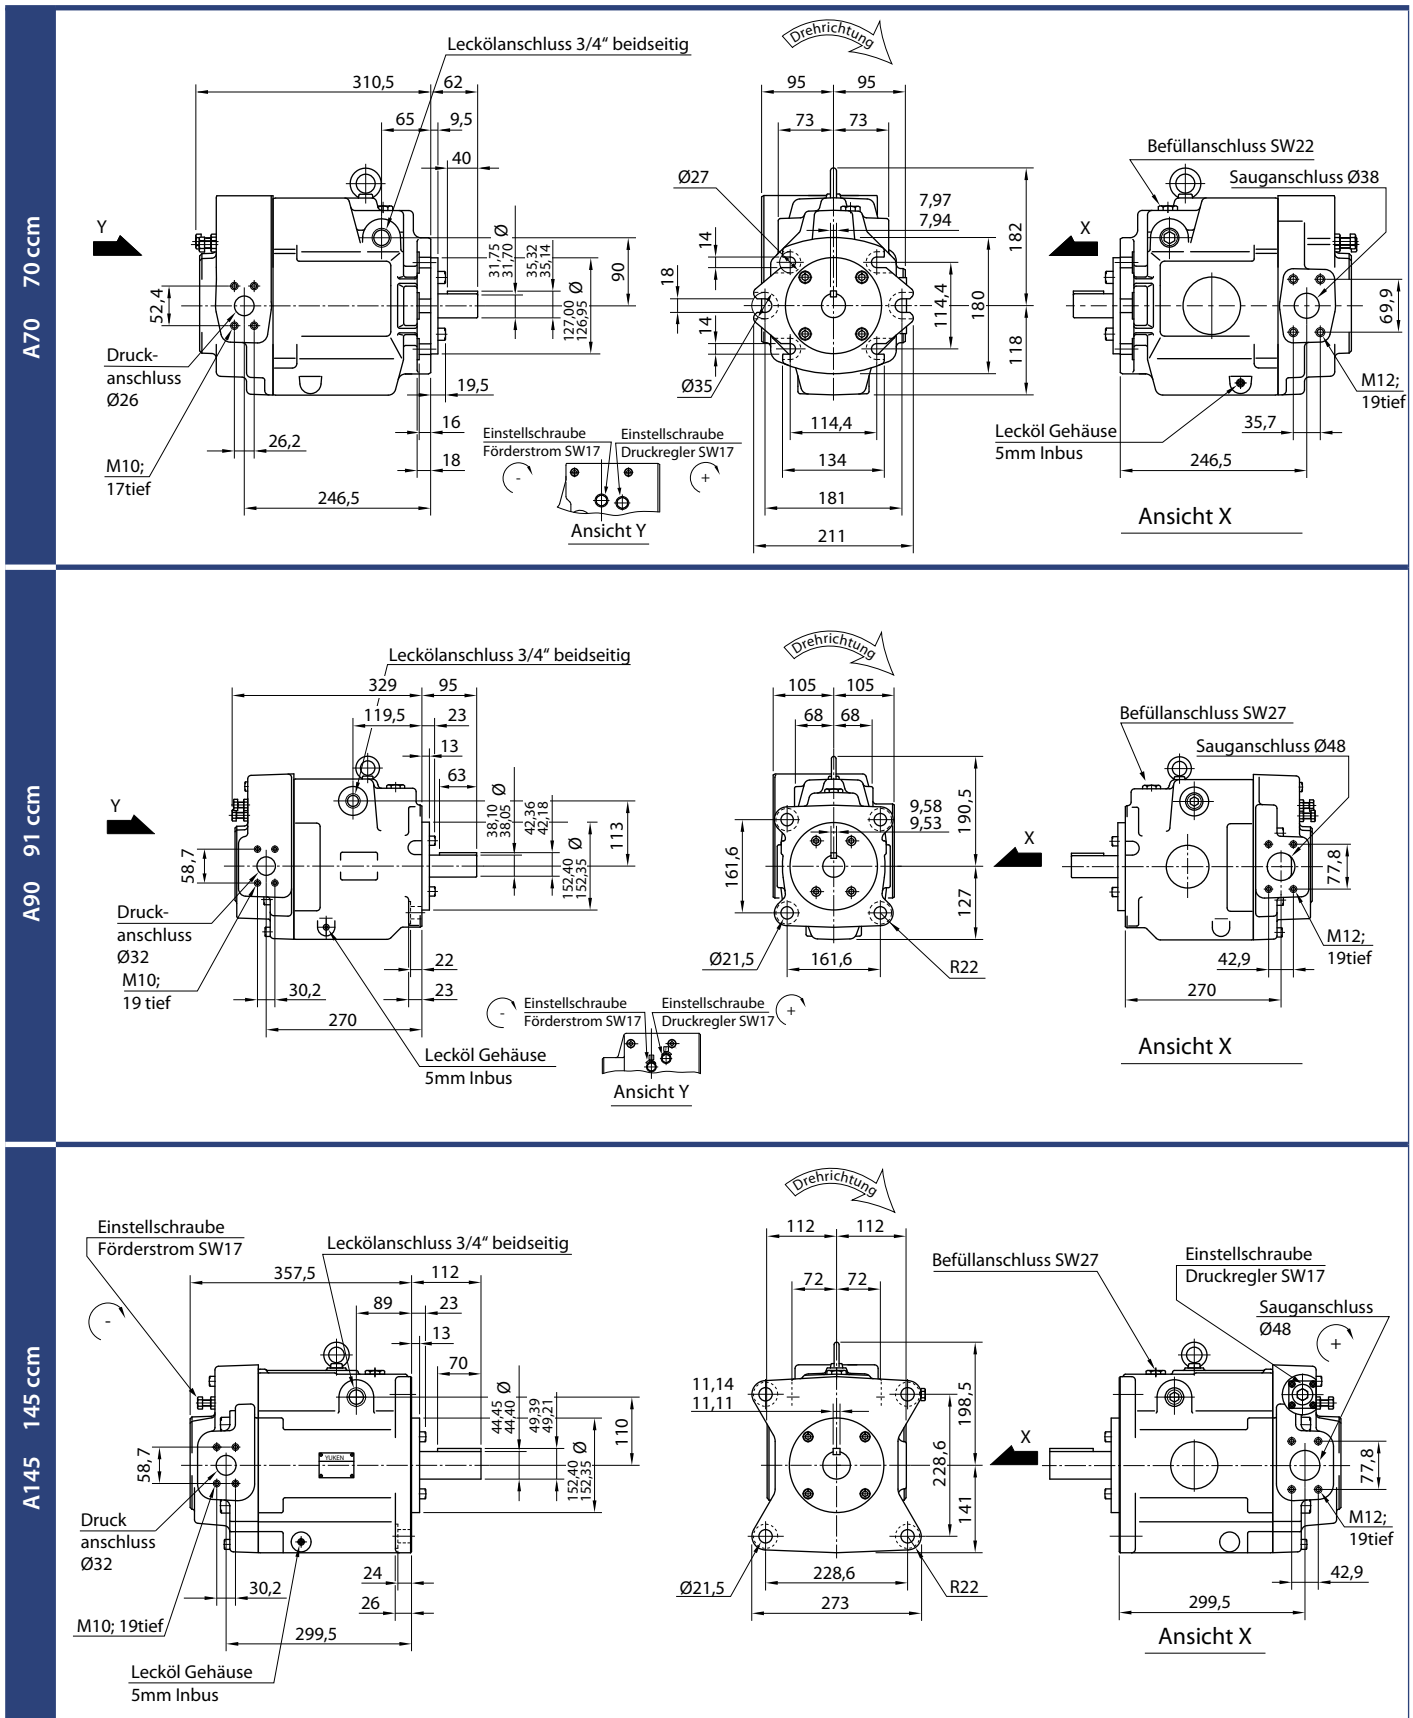 A70 70 ccm
Leckölanschluss 3/4“ beidseitig
310,5
62
65
9,5
40
Y
52,4
31,75
31,70 Ø
35,32
35,14
127,00
126,95 Ø
90
Druck-
anschluss
Ø26
M10;
17tief
26,2
19,5
16
18
246,5
Drehrichtung
95
95
73
73
Ø27
7,97
7,94
14
18
14
Ø35
114,4
180
182
118
114,4
134
181
211
Einstellschraube
Förderstrom SW17
Einstellschraube
Druckregler SW17
-
+
Ansicht Y
Befüllanschluss SW22
Sauganschluss Ø38
X
69,9
M12;
19tief
Lecköl Gehäuse
5mm Inbus
35,7
246,5
Ansicht X
A90 91 ccm
Leckölanschluss 3/4“ beidseitig
329
95
119,5
23
13
63
Y
58,7
38,10
38,05 Ø
42,36
42,18
152,40
152,35 Ø
113
Druck-
anschluss
Ø32
M10;
19 tief
30,2
22
23
270
Lecköl Gehäuse
5mm Inbus
Drehrichtung
105
105
68
68
9,58
9,53
161,6
190,5
127
Ø21,5
161,6
R22
Einstellschraube
Förderstrom SW17
Einstellschraube
Druckregler SW17
-
+
Ansicht Y
Befüllanschluss SW27
Sauganschluss Ø48
X
77,8
M12;
19tief
42,9
270
Ansicht X
A145 145 ccm
Einstellschraube
Förderstrom SW17
-
Leckölanschluss 3/4“ beidseitig
357,5
112
89
23
13
70
58,7
YUKEN
44,45
44,40 Ø
49,39
49,21
152,40
152,35 Ø
110
Druck
anschluss
Ø32
M10; 19tief
30,2
24
26
299,5
Lecköl Gehäuse
5mm Inbus
Drehrichtung
112
112
72
72
11,14
11,11
228,6
198,5
141
Ø21,5
228,6
R22
273
Befüllanschluss SW27
Einstellschraube
Druckregler SW17
Sauganschluss
Ø48
+
X
77,8
M12;
19tief
42,9
299,5
Ansicht X